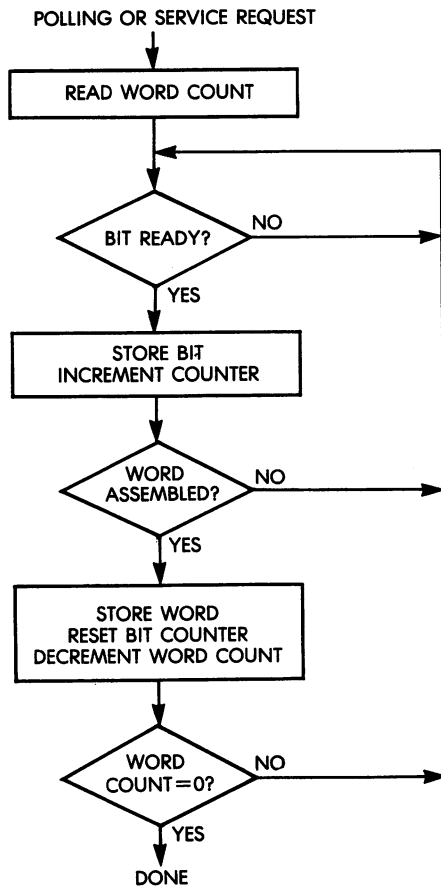 POLLING OR SERVICE REQUEST
READ WORD COUNT
BIT READY?
NO
YES
STORE BIT
INCREMENT COUNTER
WORD
ASSEMBLED?
NO
YES
STORE WORD
RESET BIT COUNTER
DECREMENT WORD COUNT
WORD
COUNT=0?
NO
YES
DONE